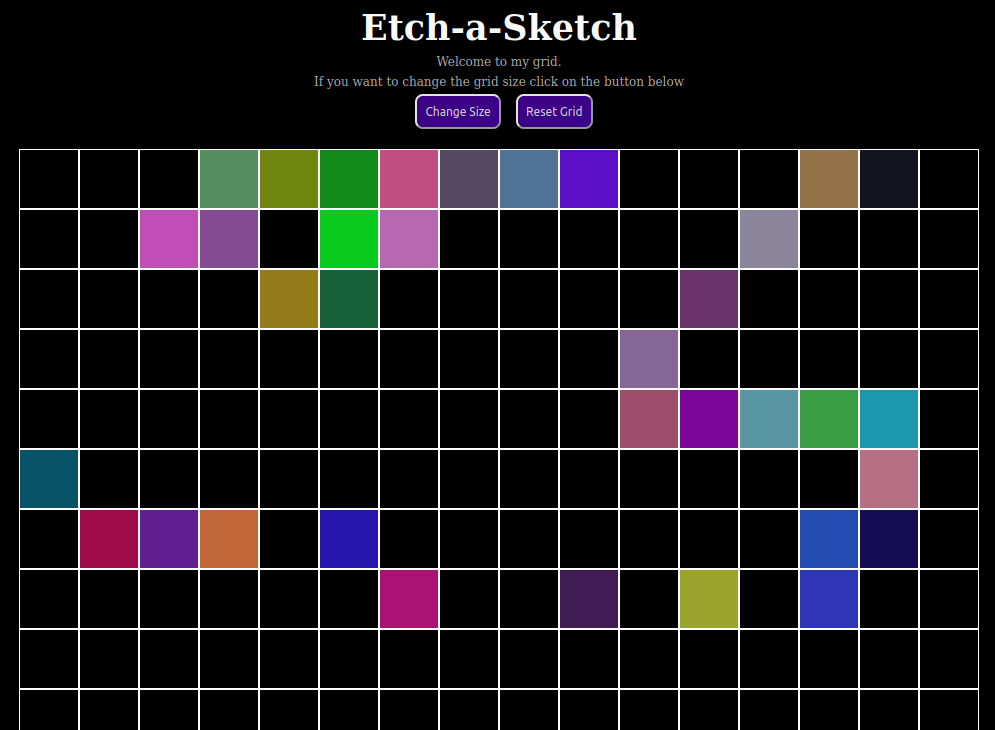 Etch-a-Sketch
Welcome to my grid.
If you want to change the grid size click on the button below
Change Size
Reset Grid